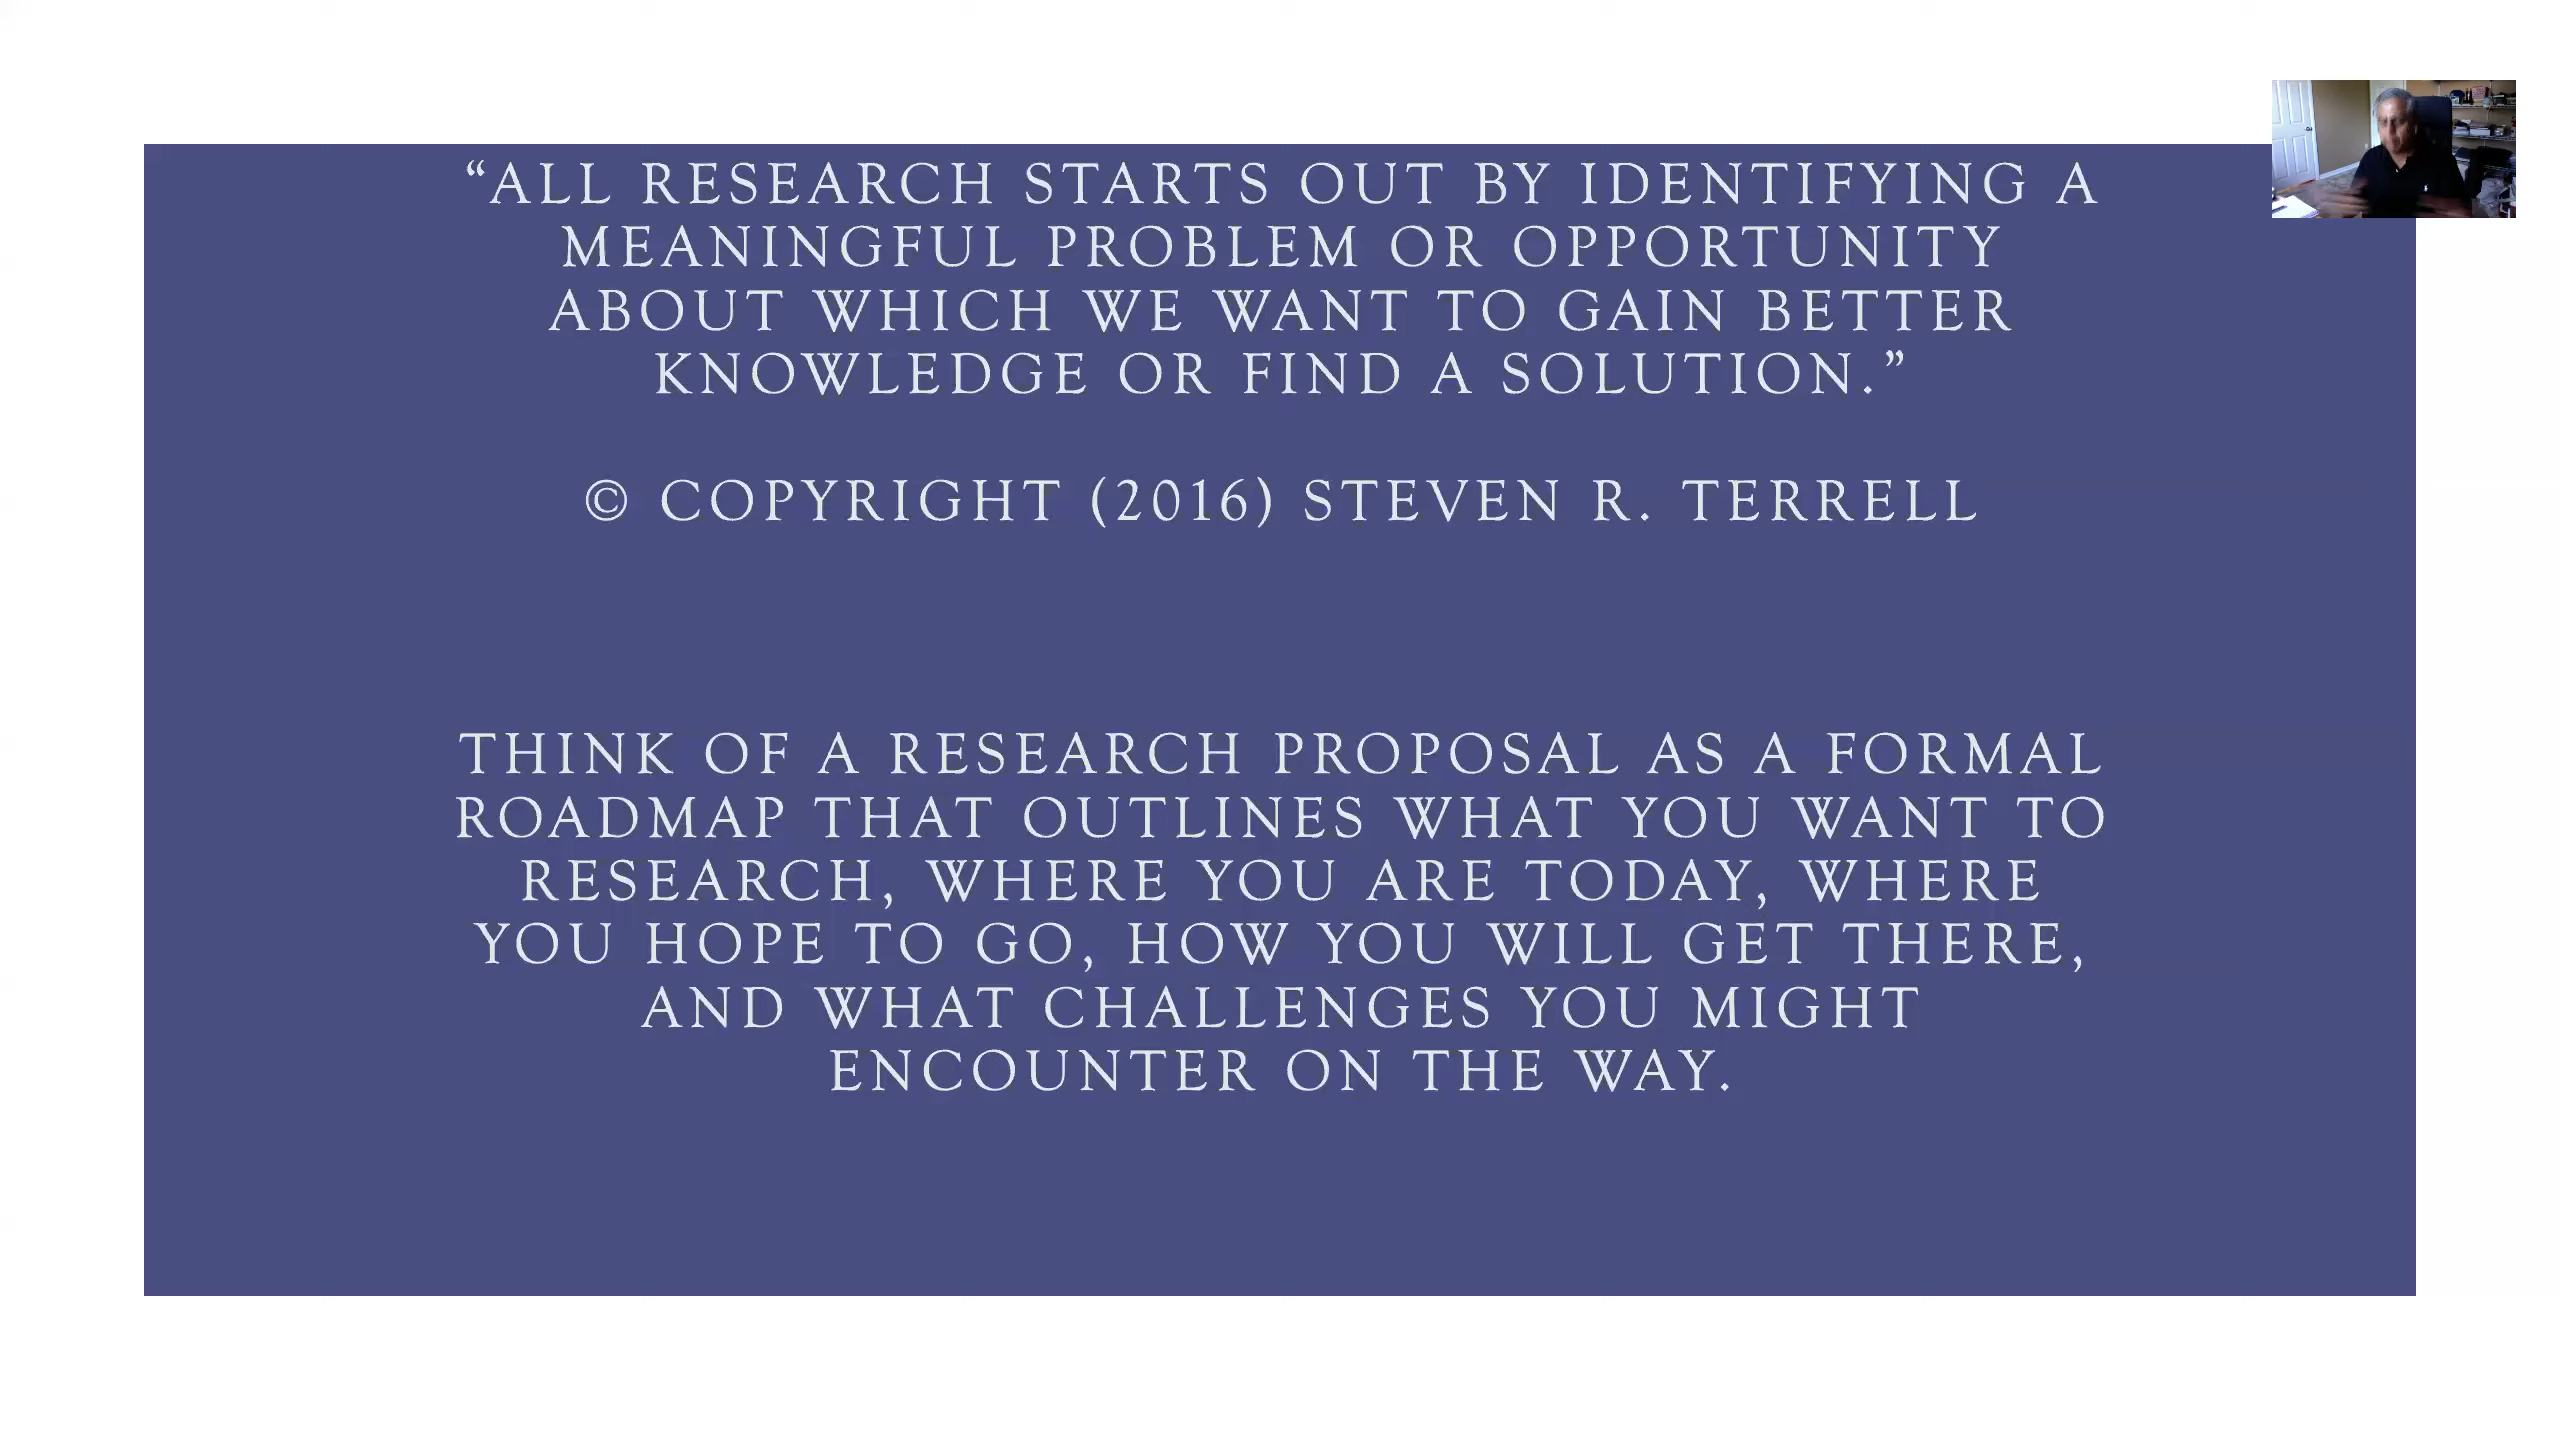 “ALL RESEARCH STARTS OUT BY IDENTIFYING A
MEANINGFUL PROBLEM OR OPPORTUNITY
ABOUT WHICH WE WANT TO GAIN BETTER
KNOWLEDGE OR FIND A SOLUTION.”
© COPYRIGHT (2016) STEVEN R. TERRELL
THINK OF A RESEARCH PROPOSAL AS A FORMAL
ROADMAP THAT OUTLINES WHAT YOU WANT TO
RESEARCH, WHERE YOU ARE TODAY, WHERE
YOU HOPE TO GO, HOW YOU WILL GET THERE,
AND WHAT CHALLENGES YOU MIGHT
ENCOUNTER ON THE WAY.